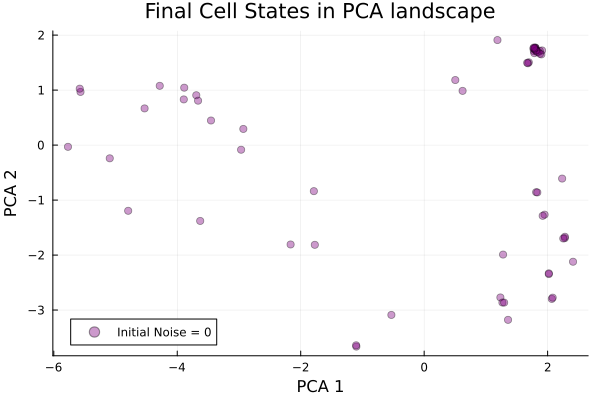 Final Cell States in PCA landscape
2
1
0
−1
−2
−3
PCA 2
Initial Noise = 0
−6 −4 −2 0 2
PCA 1